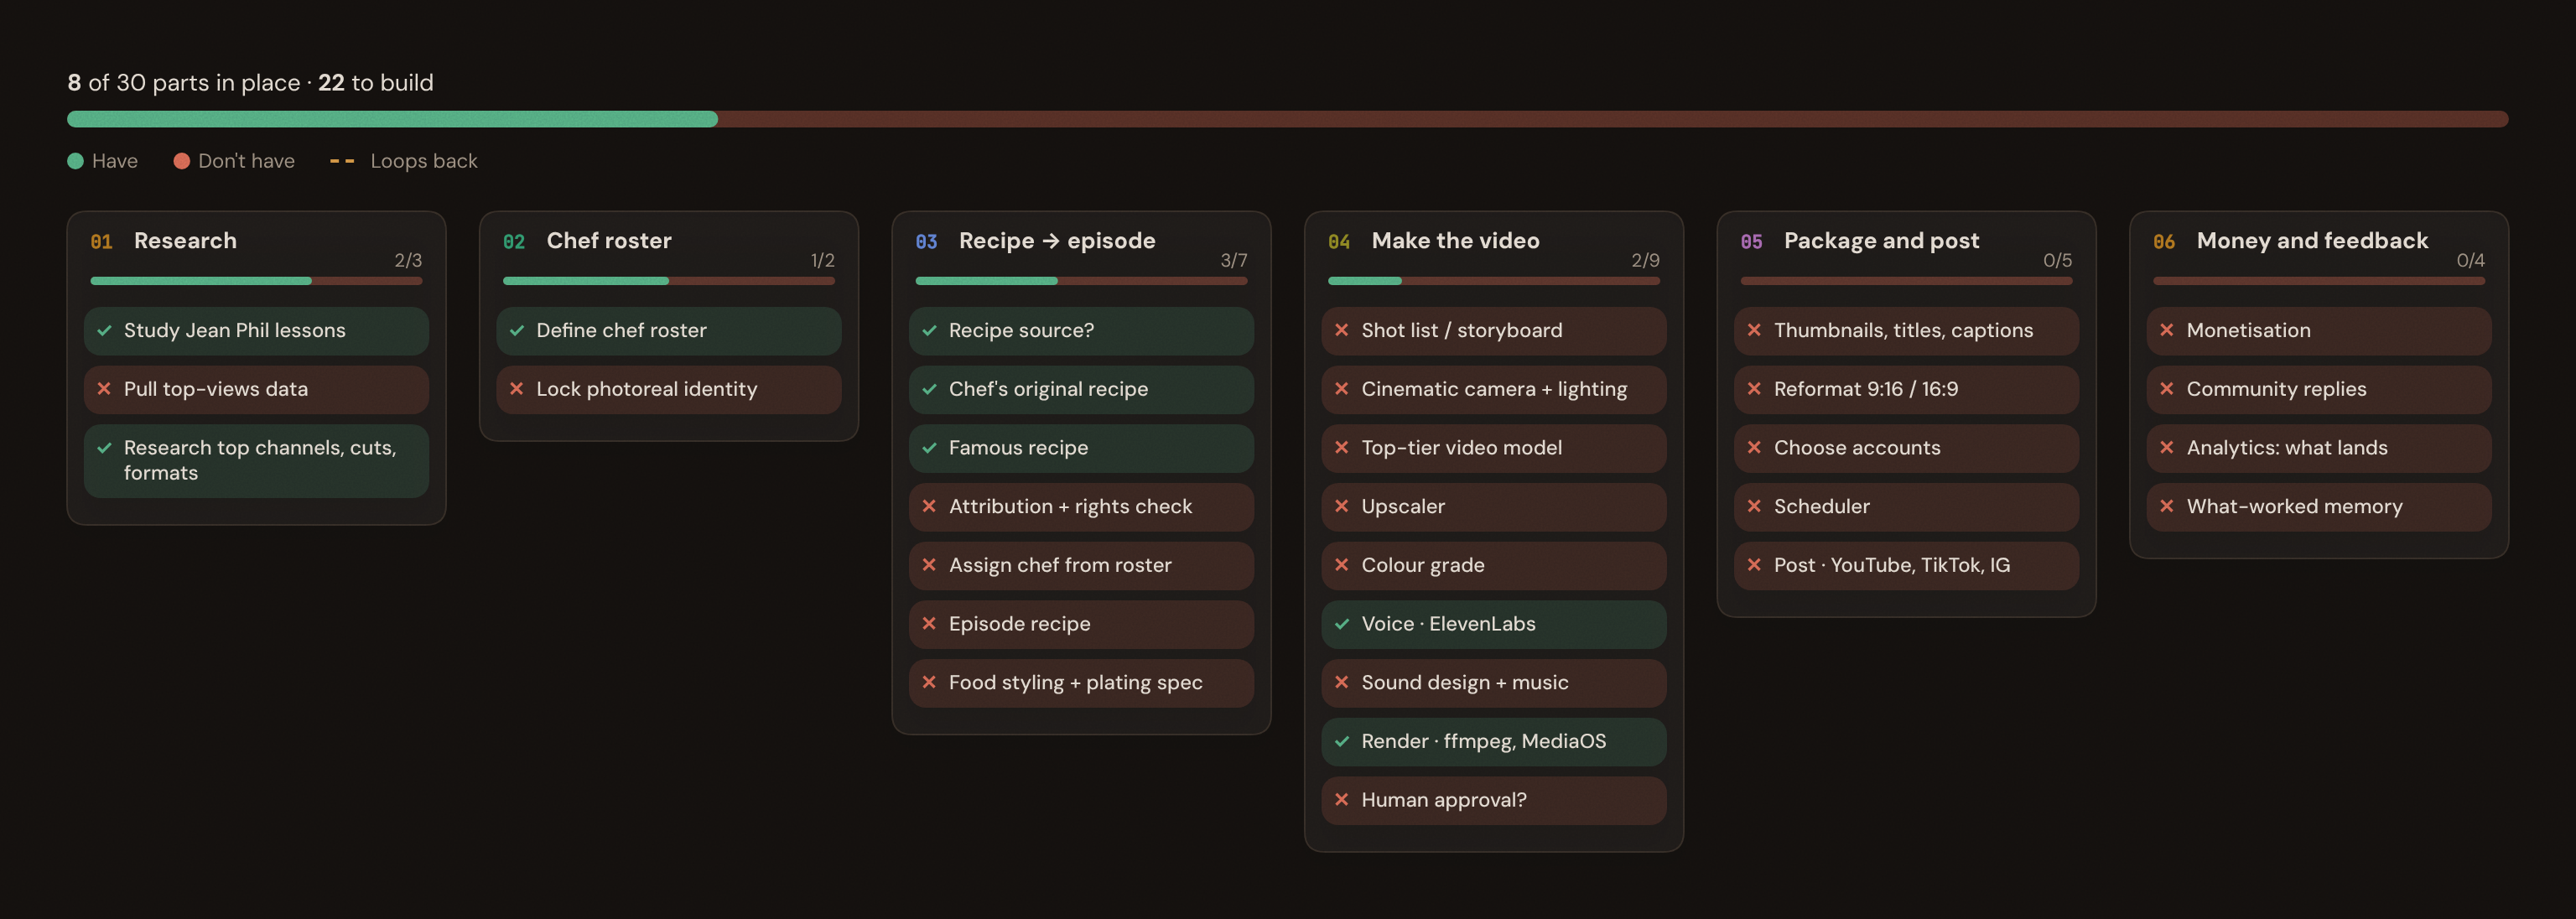 8 of 30 parts in place · 22 to build
Have
Don't have
Loops back
01 Research
2/3
Study Jean Phil lessons
Pull top-views data
Research top channels, cuts,
formats
02 Chef roster
1/2
Define chef roster
Lock photoreal identity
03 Recipe → episode
3/7
Recipe source?
Chef's original recipe
Famous recipe
Attribution + rights check
Assign chef from roster
Episode recipe
Food styling + plating spec
04 Make the video
2/9
Shot list / storyboard
Cinematic camera + lighting
Top-tier video model
Upscaler
Colour grade
Voice · ElevenLabs
Sound design + music
Render · ffmpeg, MediaOS
Human approval?
05 Package and post
0/5
Thumbnails, titles, captions
Reformat 9:16 / 16:9
Choose accounts
Scheduler
Post · YouTube, TikTok, IG
06 Money and feedback
0/4
Monetisation
Community replies
Analytics: what lands
What-worked memory